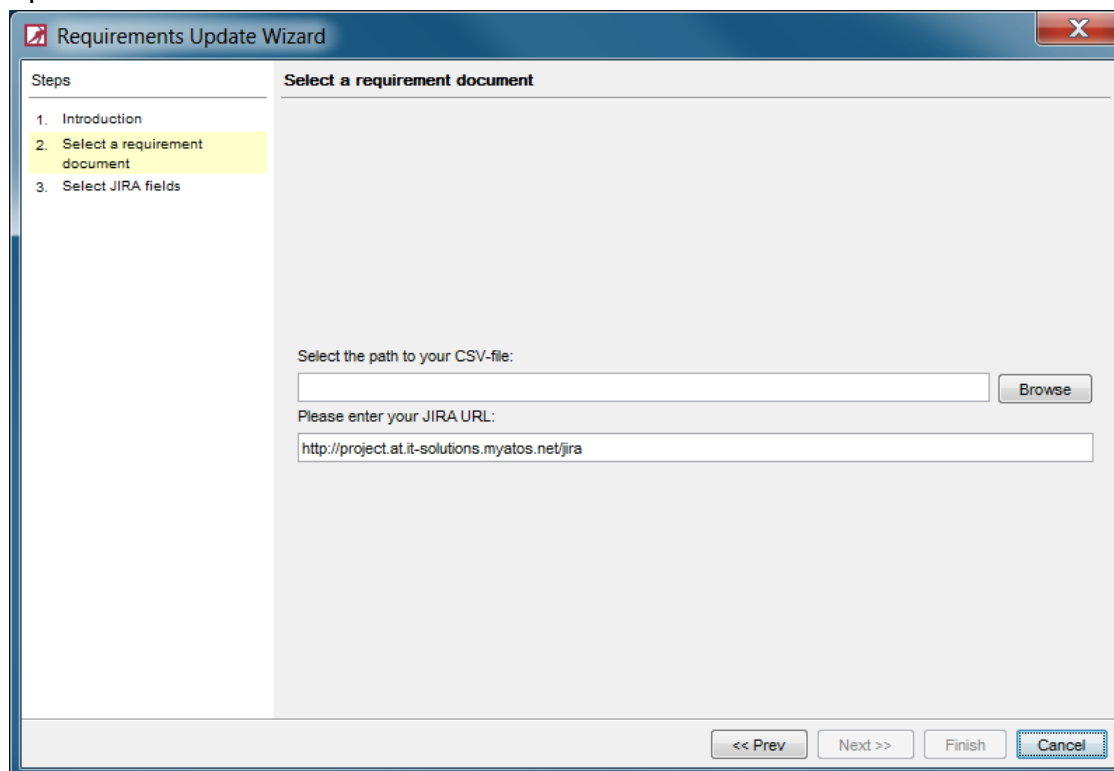 Requirements Update Wizard
X
Steps
Select a requirement document
1. Introduction
2. Select a requirement
document
3. Select JIRA fields
Select the path to your CSV-file:
Browse
Please enter your JIRA URL:
http://project.at.it-solutions.myatos.net/jira
<< Prev
Next >>
Finish
Cancel